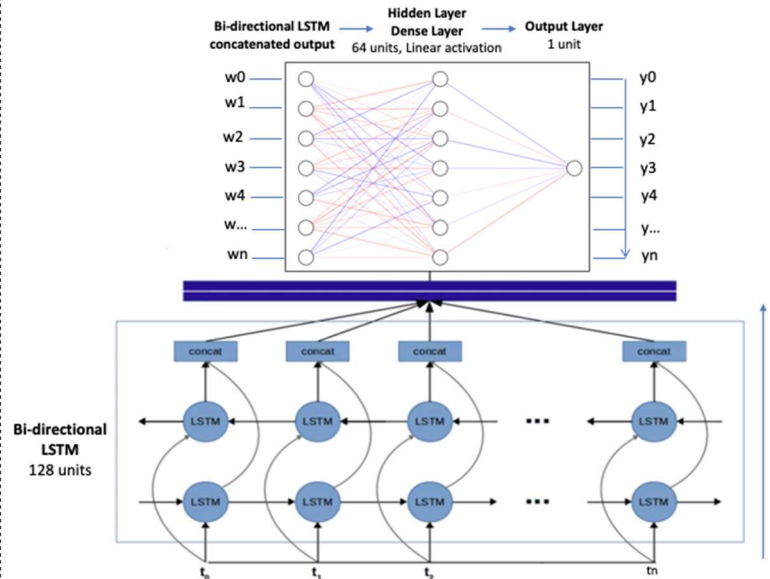 Bi-directional LSTM
concatenated output
Hidden Layer
Dense Layer
64 units, Linear activation
Output Layer
1 unit
w0
w1
w2
w3
w4
w...
wn
y0
y1
y2
y3
y4
y...
yn
concat concat concat concat
Bi-directional
LSTM
128 units
LSTM LSTM LSTM ... LSTM
LSTM LSTM LSTM ... LSTM
tn